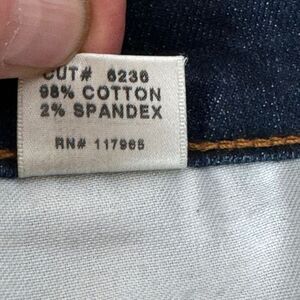 CUT# 6236
98% COTTON
2% SPANDEX
RN# 117965